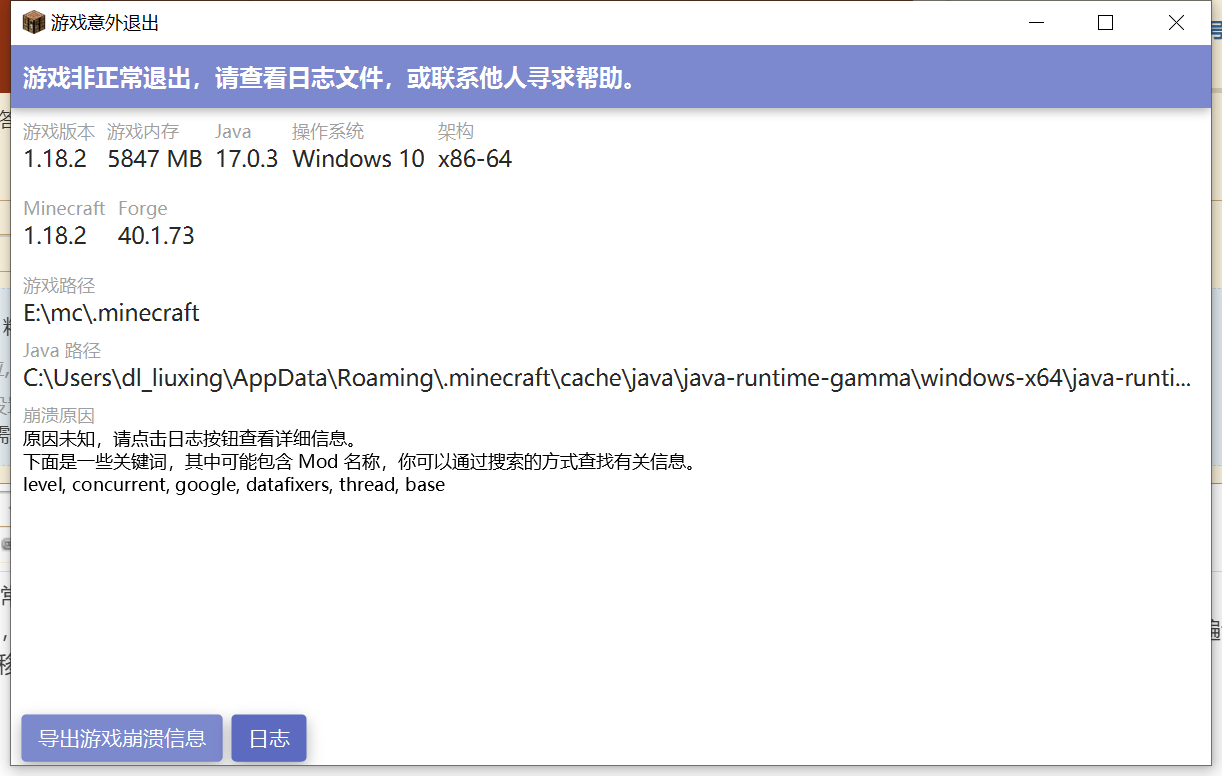 游戏意外退出
游戏非正常退出，请查看日志文件，或联系他人寻求帮助。
游戏版本 游戏内存 Java 操作系统 架构
1.18.2 5847 MB 17.0.3 Windows 10 x86-64
Minecraft Forge
1.18.2 40.1.73
游戏路径
E:\mc\.minecraft
Java 路径
C:\Users\dl_liuxing\AppData\Roaming\.minecraft\cache\java\java-runtime-gamma\windows-x64\java-runti...
崩溃原因
原因未知，请点击日志按钮查看详细信息。
下面是一些关键词，其中可能包含 Mod 名称，你可以通过搜索的方式查找有关信息。
level, concurrent, google, datafixers, thread, base
导出游戏崩溃信息 日志